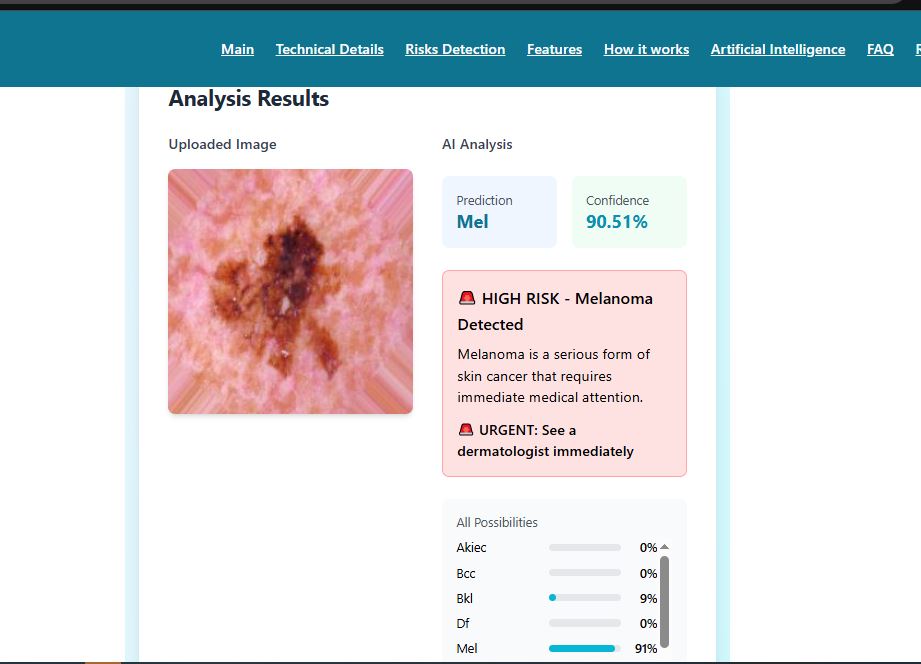 Main Technical Details Risks Detection Features How it works Artificial Intelligence FAQ
Analysis Results
Uploaded Image
AI Analysis
Prediction
Mel
Confidence
90.51%
🚨 HIGH RISK - Melanoma
Detected
Melanoma is a serious form of
skin cancer that requires
immediate medical attention.
🚨 URGENT: See a
dermatologist immediately
All Possibilities
Akiec 0%
Bcc 0%
Bkl 9%
Df 0%
Mel 91%